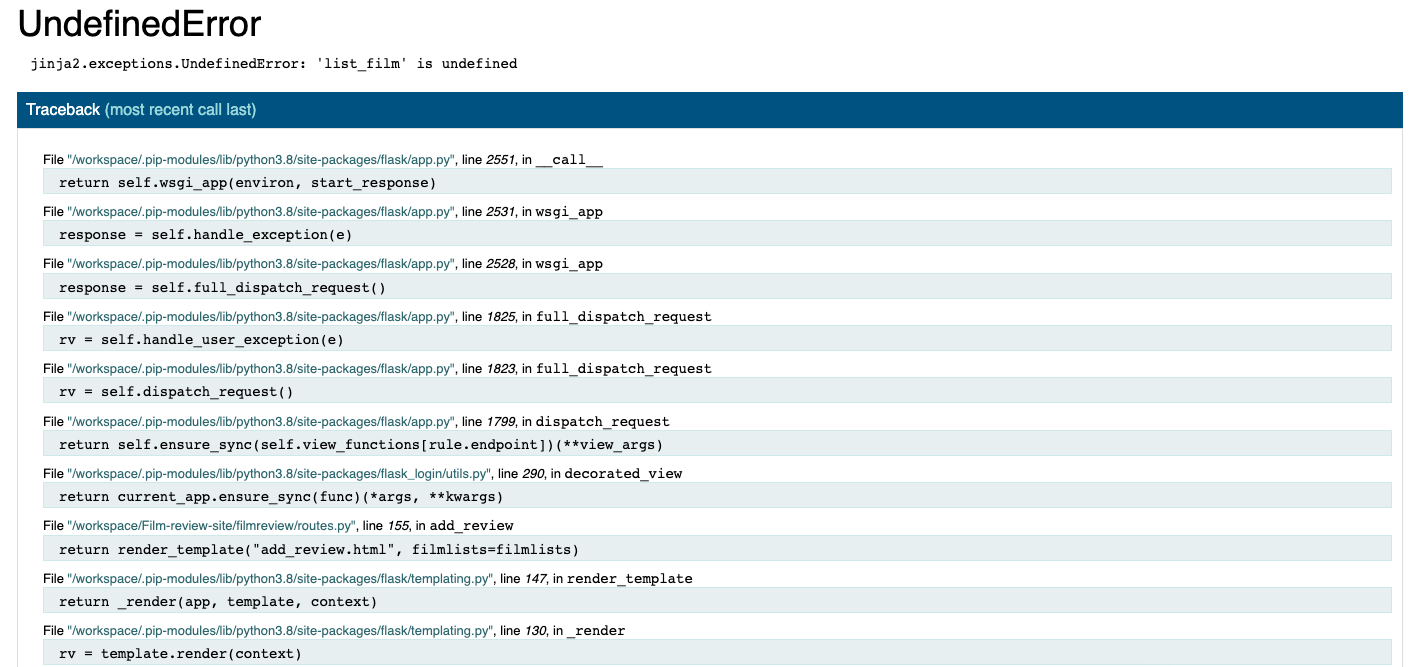 UndefinedError
jinja2.exceptions.UndefinedError: 'list_film' is undefined
Traceback (most recent call last)
File "/workspace/.pip-modules/lib/python3.8/site-packages/flask/app.py", line 2551, in __call__
return self.wsgi_app(environ, start_response)
File "/workspace/.pip-modules/lib/python3.8/site-packages/flask/app.py", line 2531, in wsgi_app
response = self.handle_exception(e)
File "/workspace/.pip-modules/lib/python3.8/site-packages/flask/app.py", line 2528, in wsgi_app
response = self.full_dispatch_request()
File "/workspace/.pip-modules/lib/python3.8/site-packages/flask/app.py", line 1825, in full_dispatch_request
rv = self.handle_user_exception(e)
File "/workspace/.pip-modules/lib/python3.8/site-packages/flask/app.py", line 1823, in full_dispatch_request
rv = self.dispatch_request()
File "/workspace/.pip-modules/lib/python3.8/site-packages/flask/app.py", line 1799, in dispatch_request
return self.ensure_sync(self.view_functions[rule.endpoint])(**view_args)
File "/workspace/.pip-modules/lib/python3.8/site-packages/flask_login/utils.py", line 290, in decorated_view
return current_app.ensure_sync(func)(*args, **kwargs)
File "/workspace/Film-review-site/filmreview/routes.py", line 155, in add_review
return render_template("add_review.html", filmlists=filmlists)
File "/workspace/.pip-modules/lib/python3.8/site-packages/flask/templating.py", line 147, in render_template
return _render(app, template, context)
File "/workspace/.pip-modules/lib/python3.8/site-packages/flask/templating.py", line 130, in _render
rv = template.render(context)